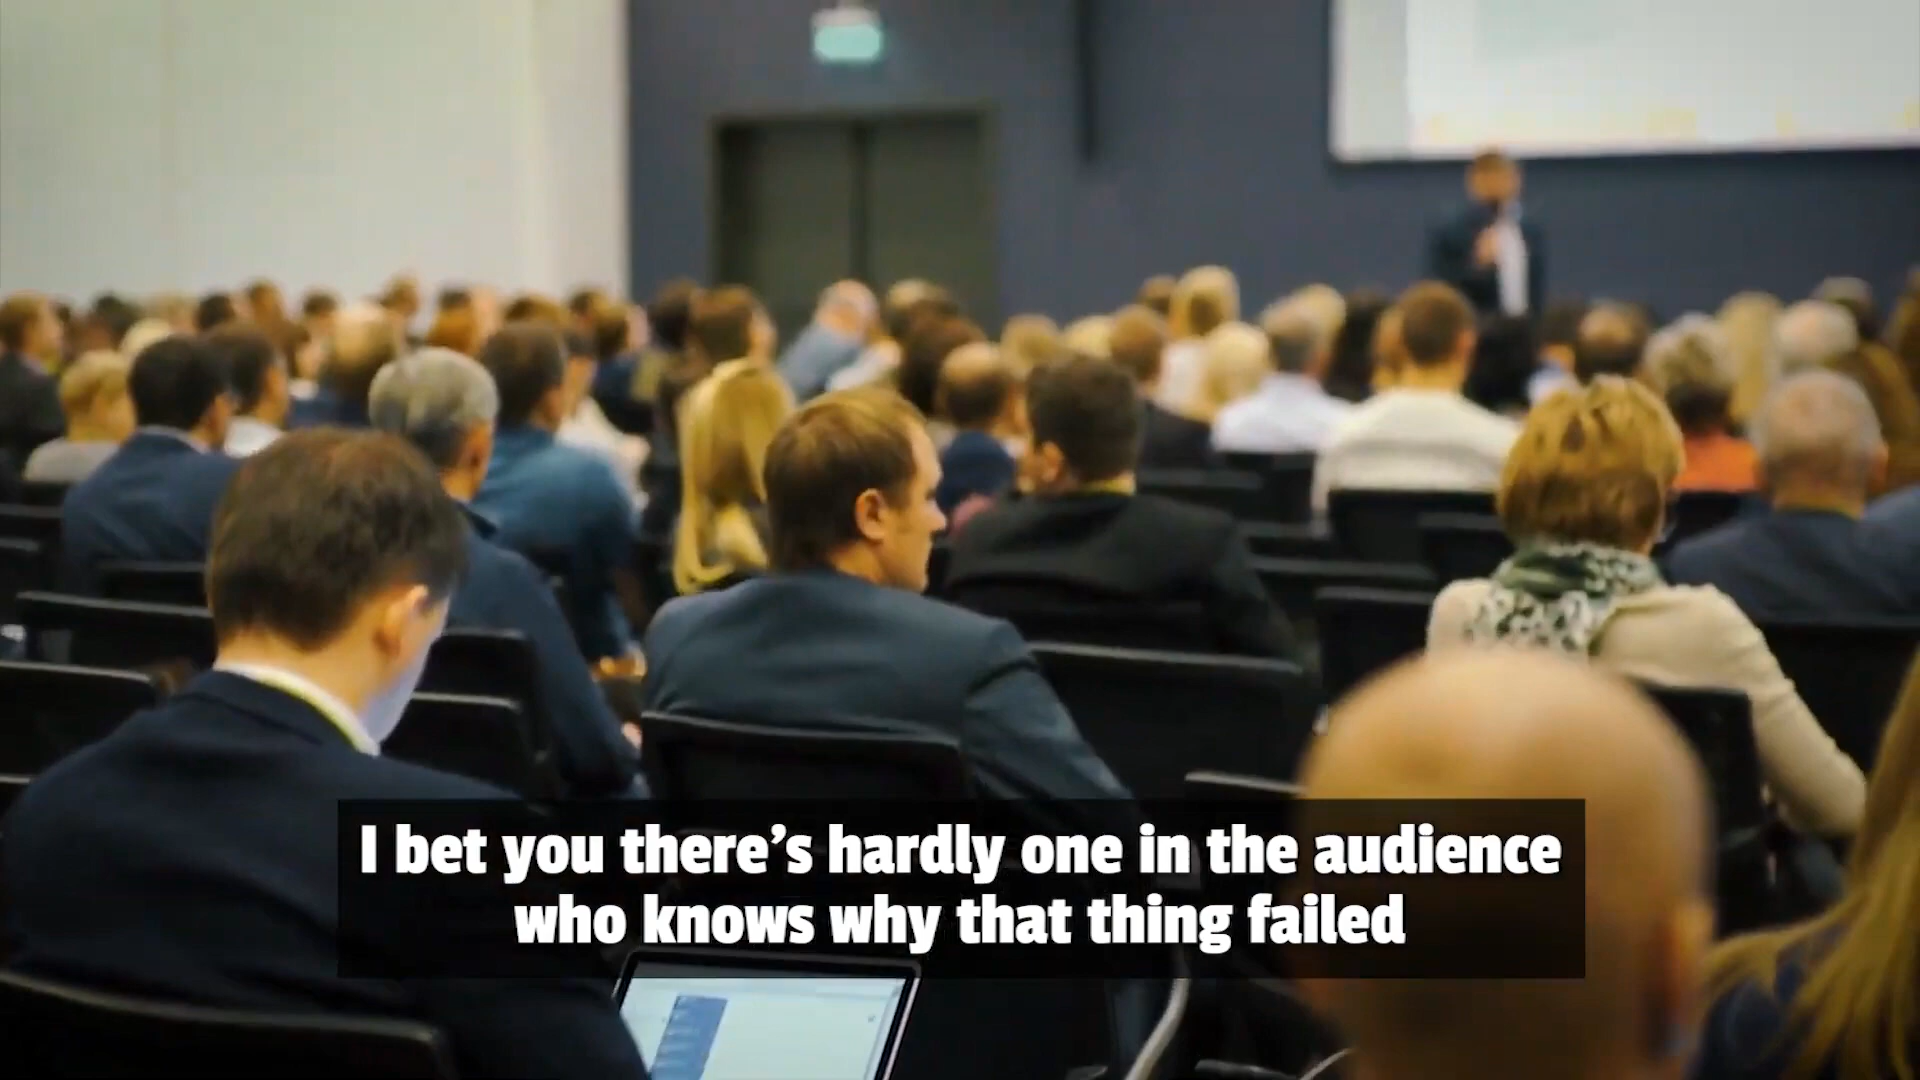 I bet you there's hardly one in the audience
who knows why that thing failed